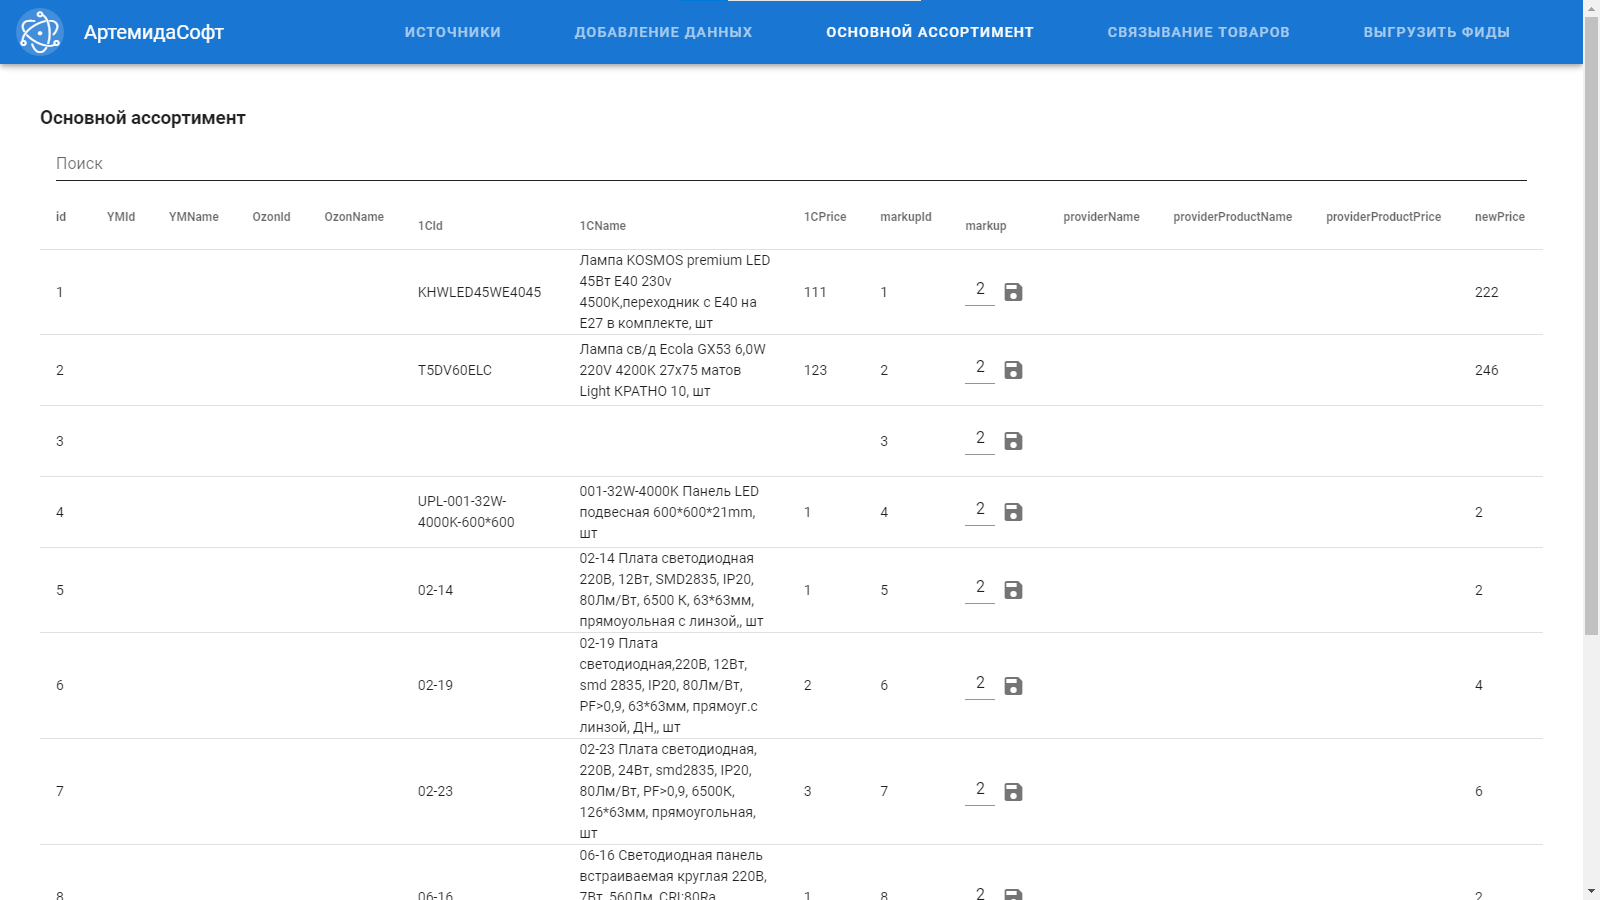 АртемидаСофт
ИСТОЧНИКИ
ДОБАВЛЕНИЕ ДАННЫХ
ОСНОВНОЙ АССОРТИМЕНТ
СВЯЗЫВАНИЕ ТОВАРОВ
ВЫГРУЗИТЬ ФИДЫ
Основной ассортимент
Поиск
id YMId YMName OzonId OzonName 1CId 1CName 1CPrice markupId markup providerName providerProductName providerProductPrice newPrice
1 KHWLED45WE4045 Лампа KOSMOS premium LED 111 1 2 222
45Вт E40 230v
4500K,переходник с E40 на
E27 в комплекте, шт
2 T5DV60ELC Лампа св/д Ecola GX53 6,0W 123 2 2 246
220V 4200K 27x75 матов
Light КРАТНО 10, шт
3 3 2
4 UPL-001-32W- 001-32W-4000K Панель LED 1 4 2 2
4000K-600*600 подвесная 600*600*21mm,
шт
5 02-14 02-14 Плата светодиодная 1 5 2 2
220В, 12Вт, SMD2835, IP20,
80Лм/Вт, 6500 К, 63*63мм,
прямоуольная с линзой,, шт
6 02-19 02-19 Плата 2 6 2 4
светодиодная,220В, 12Вт,
smd 2835, IP20, 80Лм/Вт,
PF>0,9, 63*63мм, прямоуг.с
линзой, ДН,, шт
7 02-23 02-23 Плата светодиодная, 3 7 2 6
220В, 24Вт, smd2835, IP20,
80Лм/Вт, PF>0,9, 6500К,
126*63мм, прямоугольная,
шт
8 06-16 06-16 Светодиодная панель 1 8 2 2
встраиваемая круглая 220В,
7Вт, 560Лм, CRI:80Ra